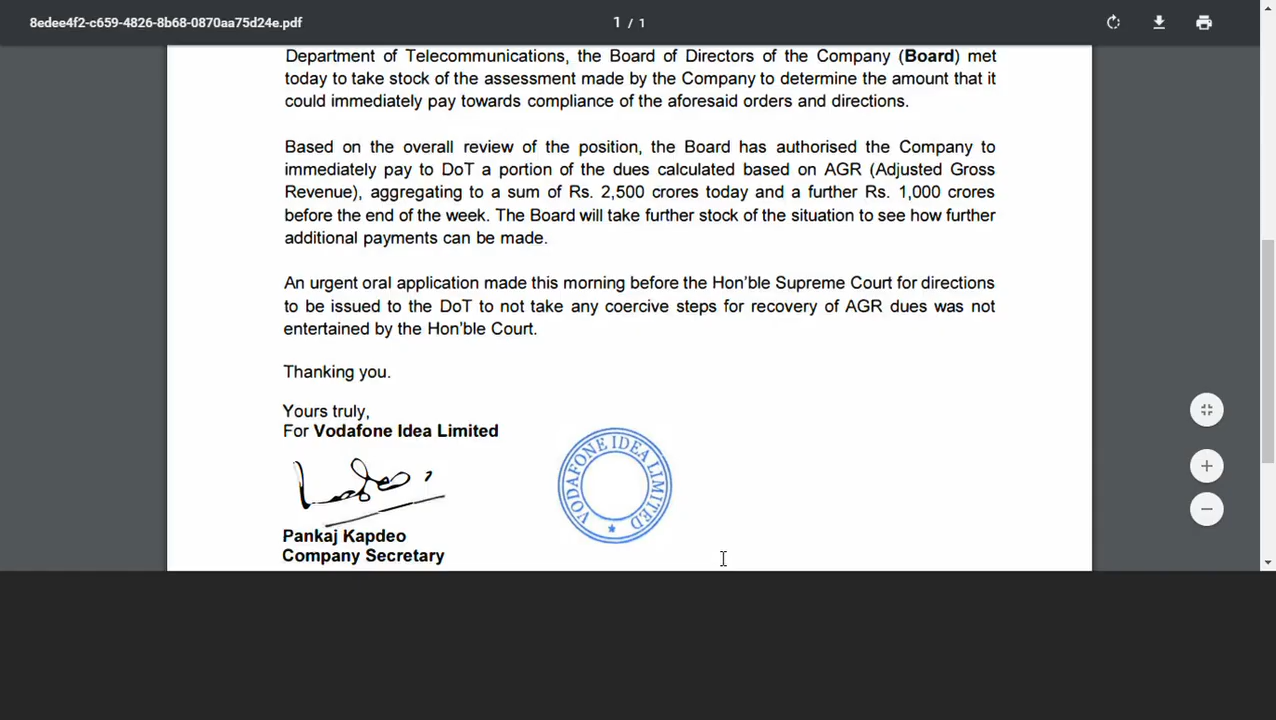 8edee4f2-c659-4826-8b68-0870aa75d24e.pdf
1 / 1
Department of Telecommunications, the Board of Directors of the Company (Board) met
today to take stock of the assessment made by the Company to determine the amount that it
could immediately pay towards compliance of the aforesaid orders and directions.
Based on the overall review of the position, the Board has authorised the Company to
immediately pay to DoT a portion of the dues calculated based on AGR (Adjusted Gross
Revenue), aggregating to a sum of Rs. 2,500 crores today and a further Rs. 1,000 crores
before the end of the week. The Board will take further stock of the situation to see how further
additional payments can be made.
An urgent oral application made this morning before the Hon'ble Supreme Court for directions
to be issued to the DoT to not take any coercive steps for recovery of AGR dues was not
entertained by the Hon'ble Court.
Thanking you.
Yours truly,
For Vodafone Idea Limited
VODAFONE IDEA LIMITED
Pankaj Kapdeo
Company Secretary